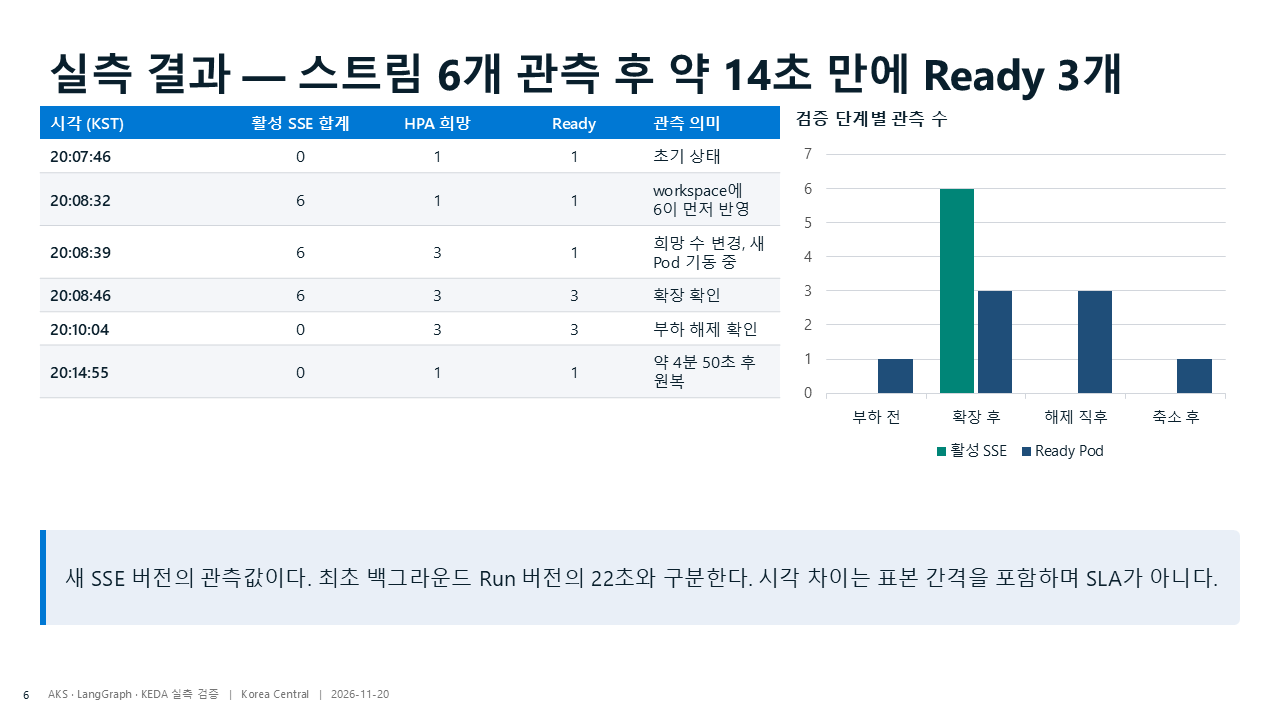 실측 결과 — 스트림 6개 관측 후 약 14초 만에 Ready 3개
시각 (KST) 활성 SSE 합계 HPA 희망 Ready 관측 의미
20:07:46 0 1 1 초기 상태
20:08:32 6 1 1 workspace에
6이 먼저 반영
20:08:39 6 3 1 희망 수 변경, 새
Pod 기동 중
20:08:46 6 3 3 확장 확인
20:10:04 0 3 3 부하 해제 확인
20:14:55 0 1 1 약 4분 50초 후
원복
검증 단계별 관측 수
7
6
5
4
3
2
1
0
부하 전 확장 후 해제 직후 축소 후
활성 SSE Ready Pod
새 SSE 버전의 관측값이다. 최초 백그라운드 Run 버전의 22초와 구분한다. 시각 차이는 표본 간격을 포함하며 SLA가 아니다.
6 AKS · LangGraph · KEDA 실측 검증 | Korea Central | 2026-11-20